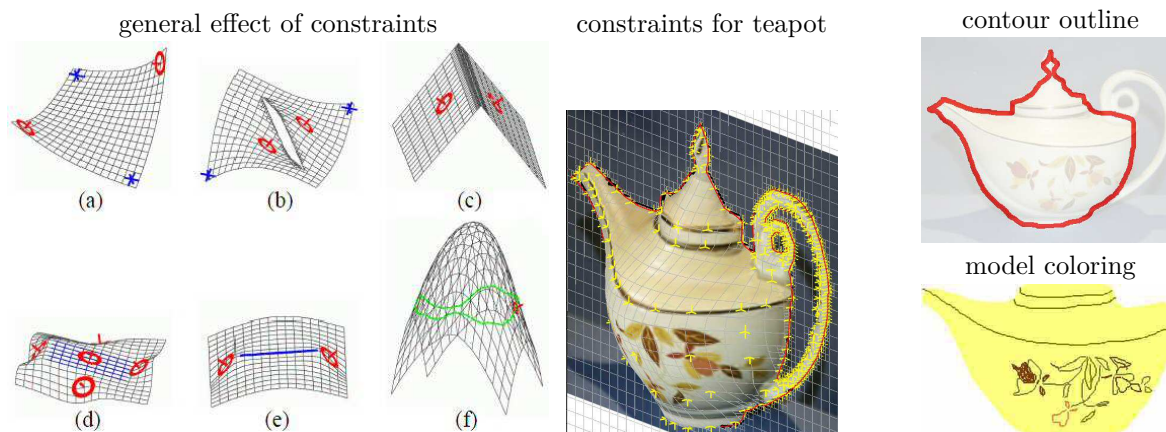 general effect of constraints
constraints for teapot
contour outline
(a)
(b)
(c)
model coloring
(d)
(e)
(f)